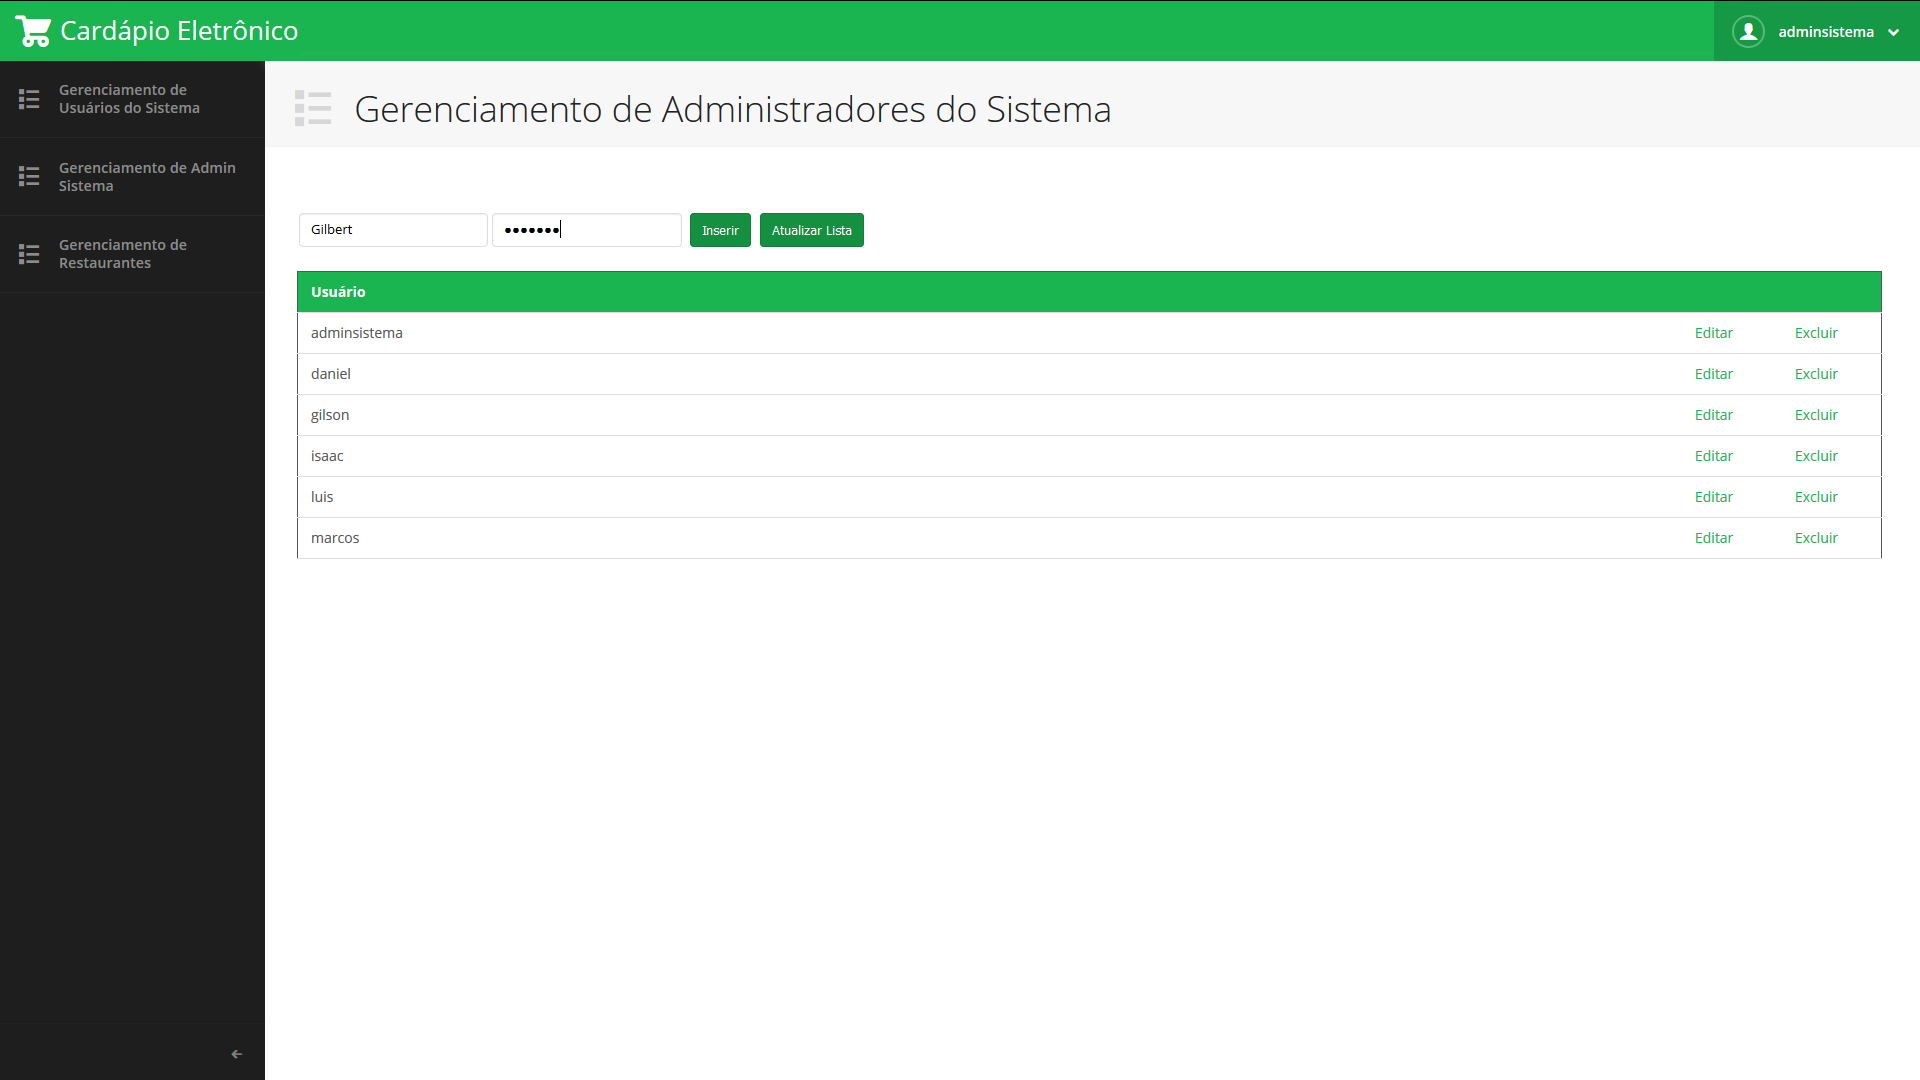 Cardápio Eletrônico
adminsistema
Gerenciamento de
Usuários do Sistema
Gerenciamento de Admin
Sistema
Gerenciamento de
Restaurantes
Gerenciamento de Administradores do Sistema
Gilbert ••••••• Inserir Atualizar Lista
Usuário
adminsistema Editar Excluir
daniel Editar Excluir
gilson Editar Excluir
isaac Editar Excluir
luis Editar Excluir
marcos Editar Excluir